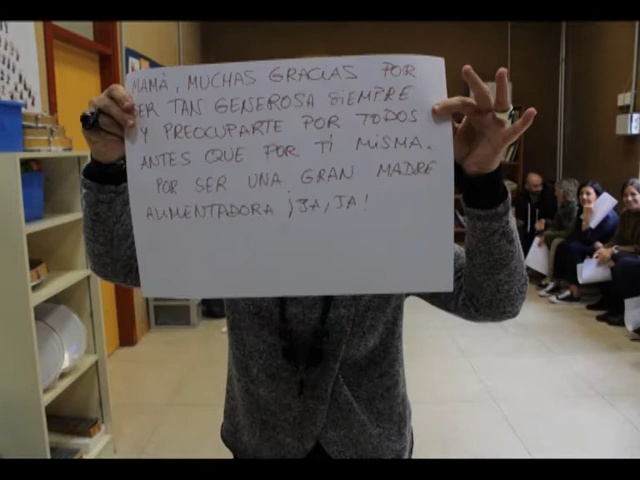 MAMÁ, MUCHAS GRACIAS POR
SER TAN GENEROSA SIEMPRE
Y PREOCUPARTE POR TODOS
ANTES QUE POR TI MISMA.
POR SER UNA GRAN MADRE
ALIMENTADORA ¡JA, JA!